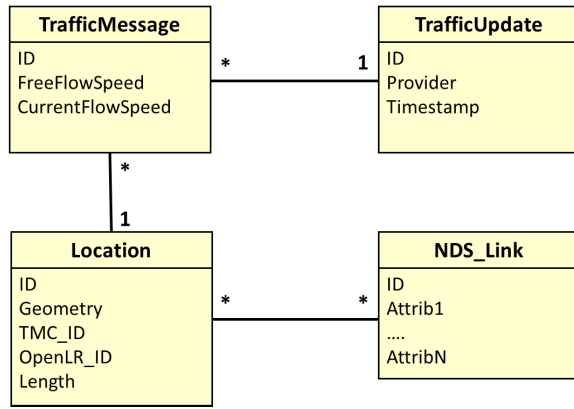 TrafficMessage
ID
FreeFlowSpeed
CurrentFlowSpeed
* 1
TrafficUpdate
ID
Provider
Timestamp
*
1
Location
ID
Geometry
TMC_ID
OpenLR_ID
Length
* *
NDS_Link
ID
Attrib1
....
AttribN